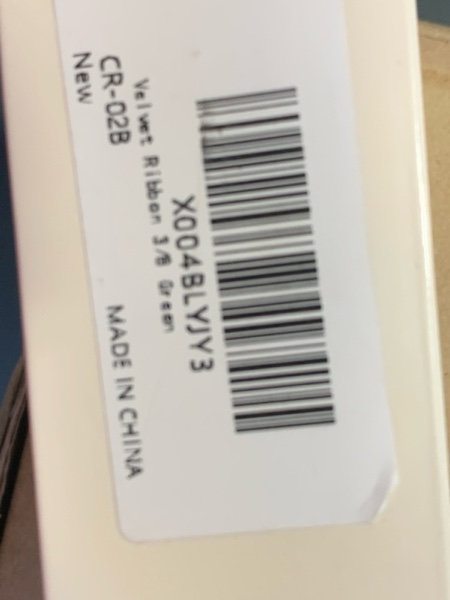 X004BLYJY3
Velvet Ribbon 3/8 Green
CR-02B
New
MADE IN CHINA